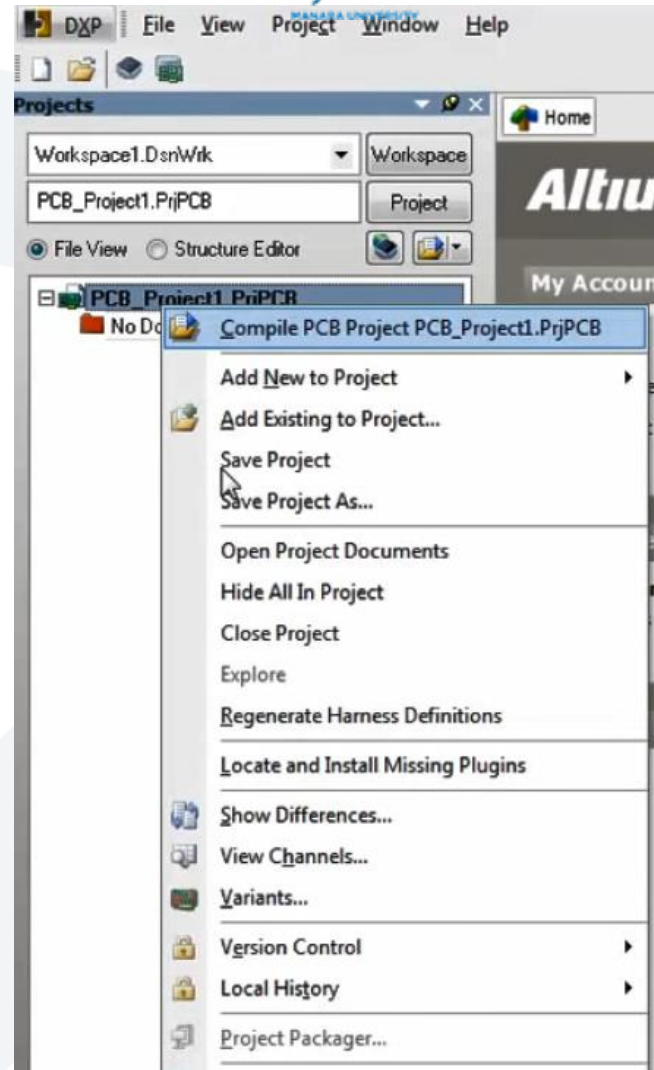 MANARA UNIVERSITY
DXP File View Project Window Help
Projects
Home
Workspace1.DsnWrk Workspace
PCB_Project1.PrjPCB Project
File View Structure Editor
Altiu
My Accoun
PCB_Project1.PrjPCB
No Do
Compile PCB Project PCB_Project1.PrjPCB
Add New to Project
Add Existing to Project...
Save Project
Save Project As...
Open Project Documents
Hide All In Project
Close Project
Explore
Regenerate Harness Definitions
Locate and Install Missing Plugins
Show Differences...
View Channels...
Variants...
Version Control
Local History
Project Packager...